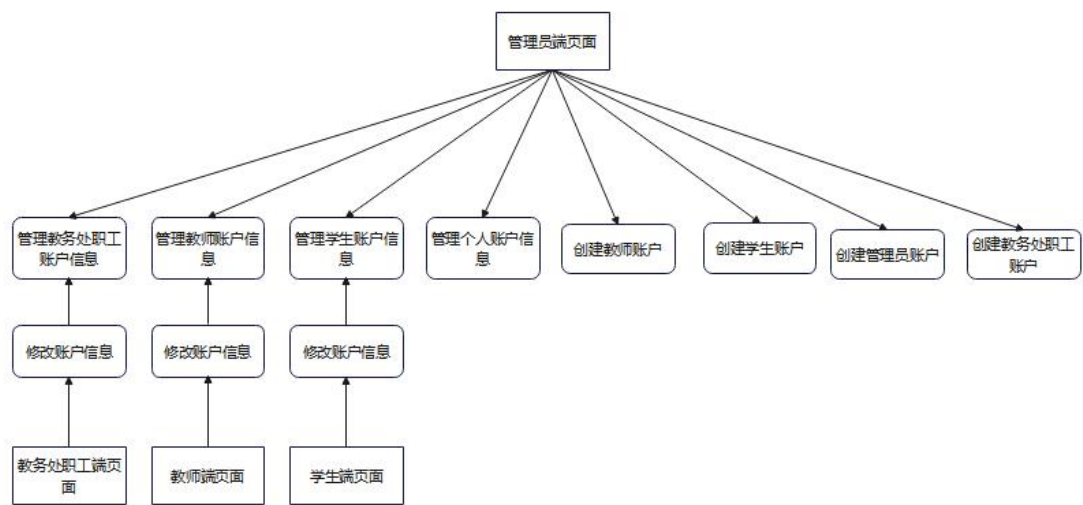 管理员端页面
管理教务处职工
账户信息
管理教师账户信
息
管理学生账户信
息
管理个人账户信
息
创建教师账户
创建学生账户
创建管理员账户
创建教务处职工
账户
修改账户信息
修改账户信息
修改账户信息
教务处职工端页
面
教师端页面
学生端页面